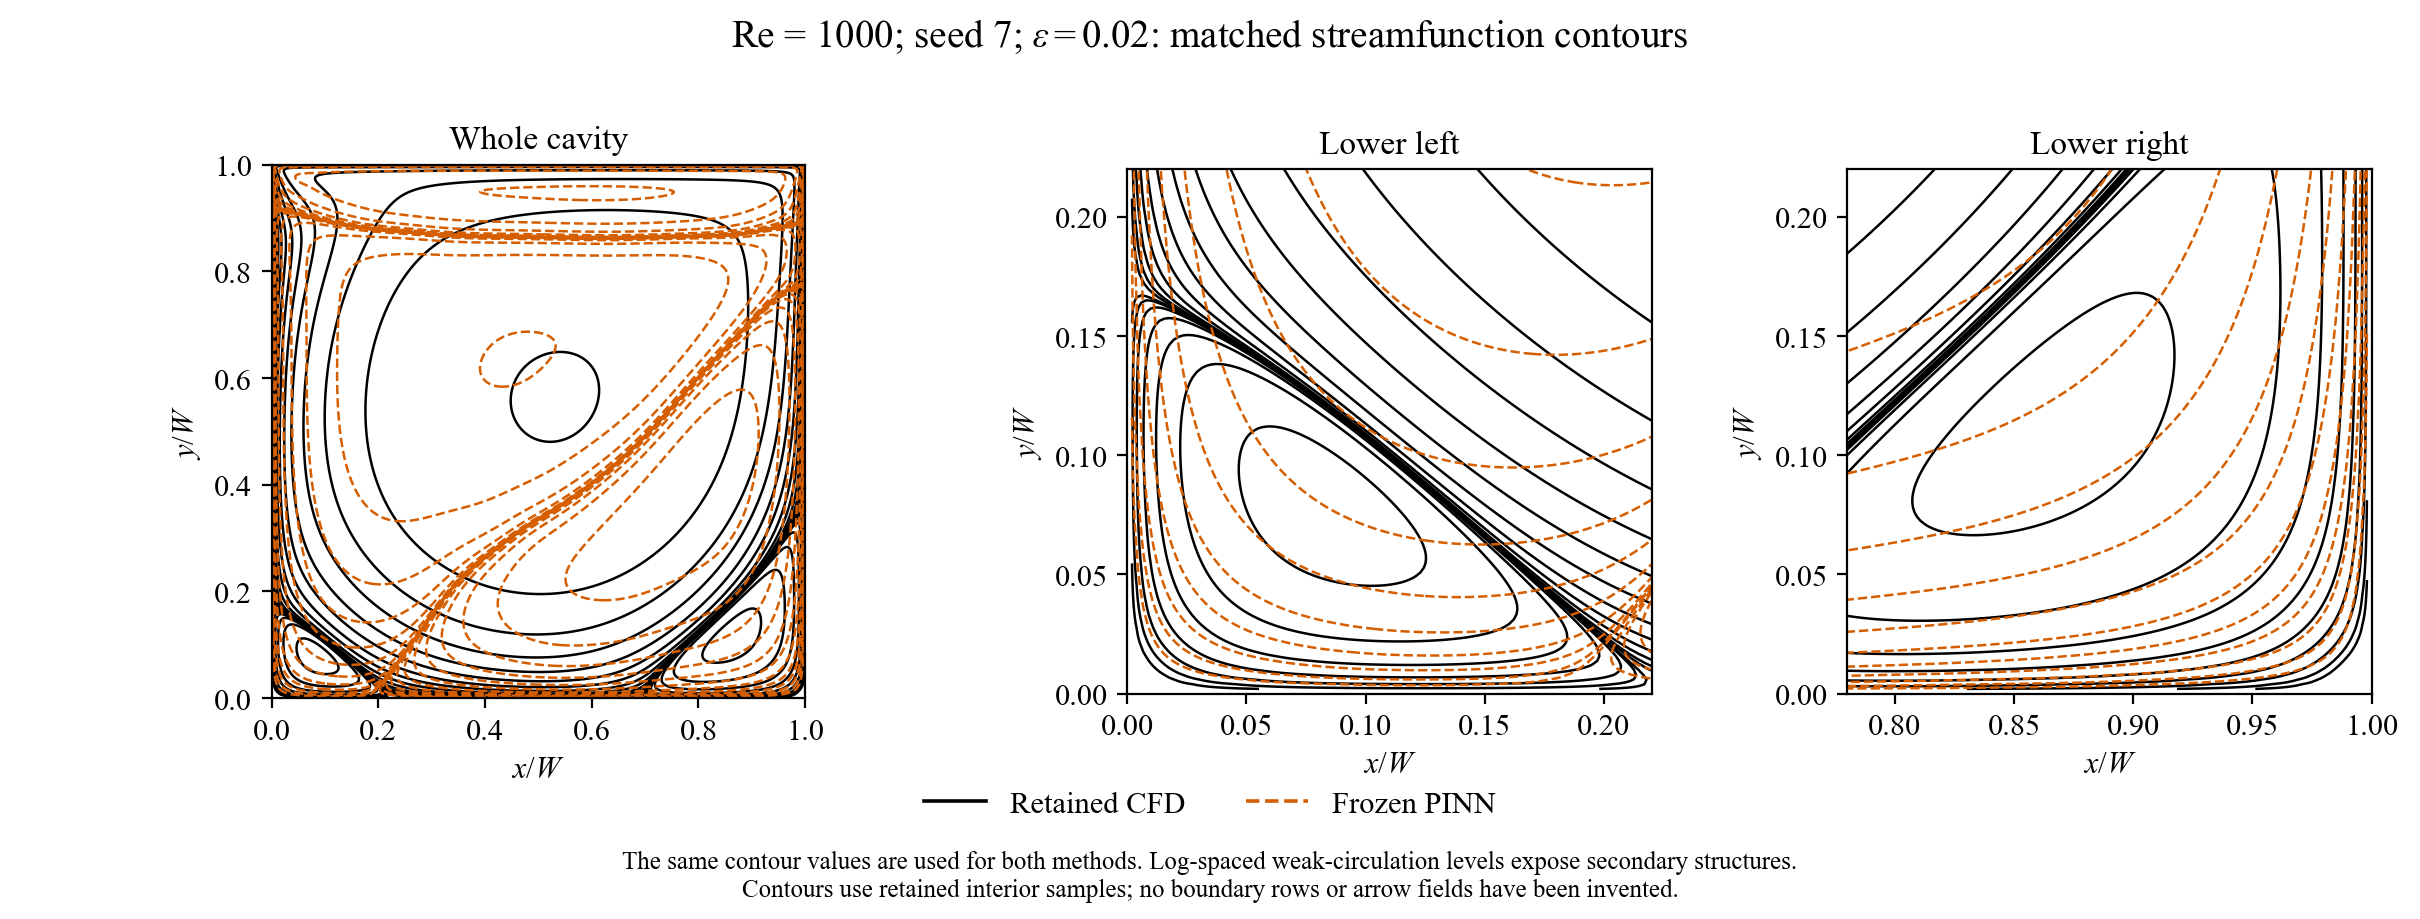 Re = 1000; seed 7; ε = 0.02: matched streamfunction contours
Whole cavity
1.0
0.8
0.6
0.4
0.2
0.0
y/W
0.0 0.2 0.4 0.6 0.8 1.0
x/W
Lower left
0.20
0.15
0.10
0.05
0.00
y/W
0.00 0.05 0.10 0.15 0.20
x/W
Lower right
0.20
0.15
0.10
0.05
0.00
y/W
0.80 0.85 0.90 0.95 1.00
x/W
Retained CFD Frozen PINN
The same contour values are used for both methods. Log-spaced weak-circulation levels expose secondary structures.
Contours use retained interior samples; no boundary rows or arrow fields have been invented.